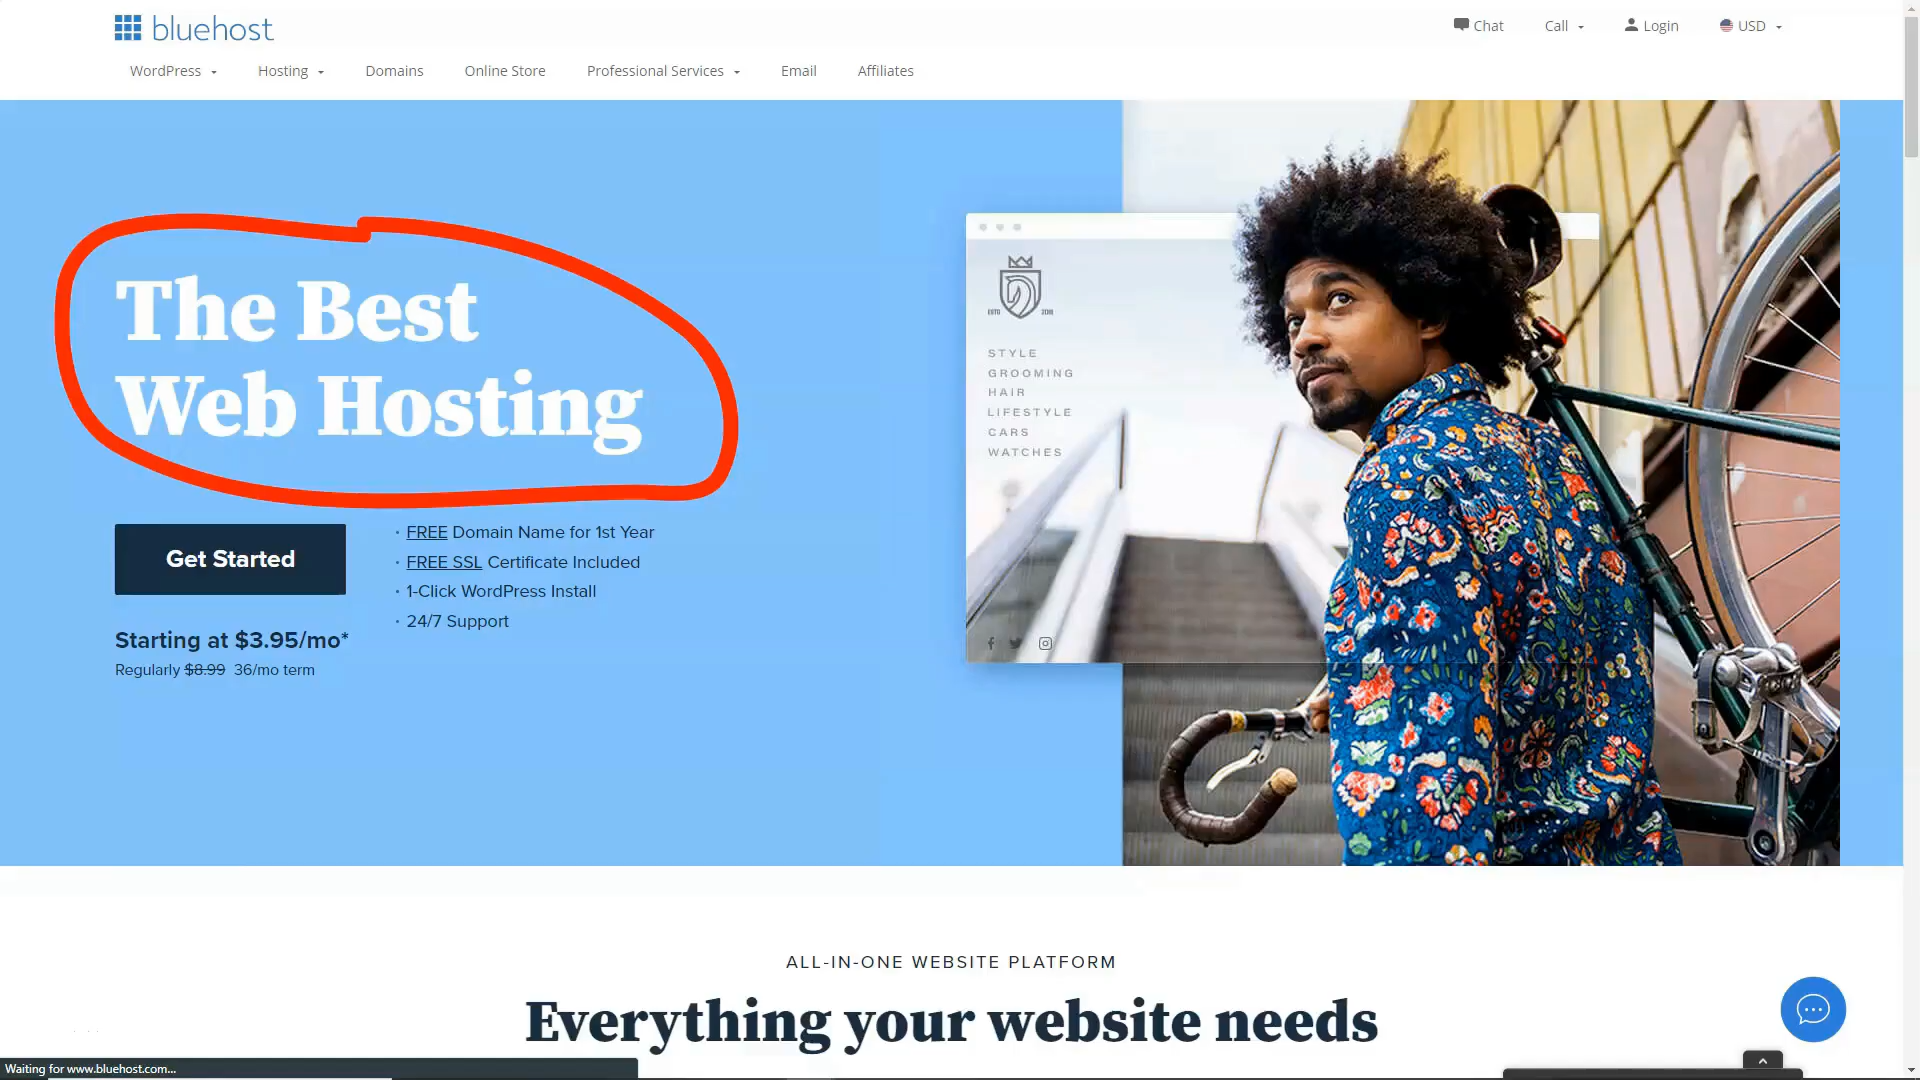 bluehost
Chat
Call
Login
USD
WordPress
Hosting
Domains
Online Store
Professional Services
Email
Affiliates
The Best
Web Hosting
Get Started
Starting at $3.95/mo*
Regularly $8.99 36/mo term
· FREE Domain Name for 1st Year
· FREE SSL Certificate Included
· 1-Click WordPress Install
· 24/7 Support
ESTD 2018
STYLE
GROOMING
HAIR
LIFESTYLE
CARS
WATCHES
ALL-IN-ONE WEBSITE PLATFORM
Everything your website needs
Waiting for www.bluehost.com...